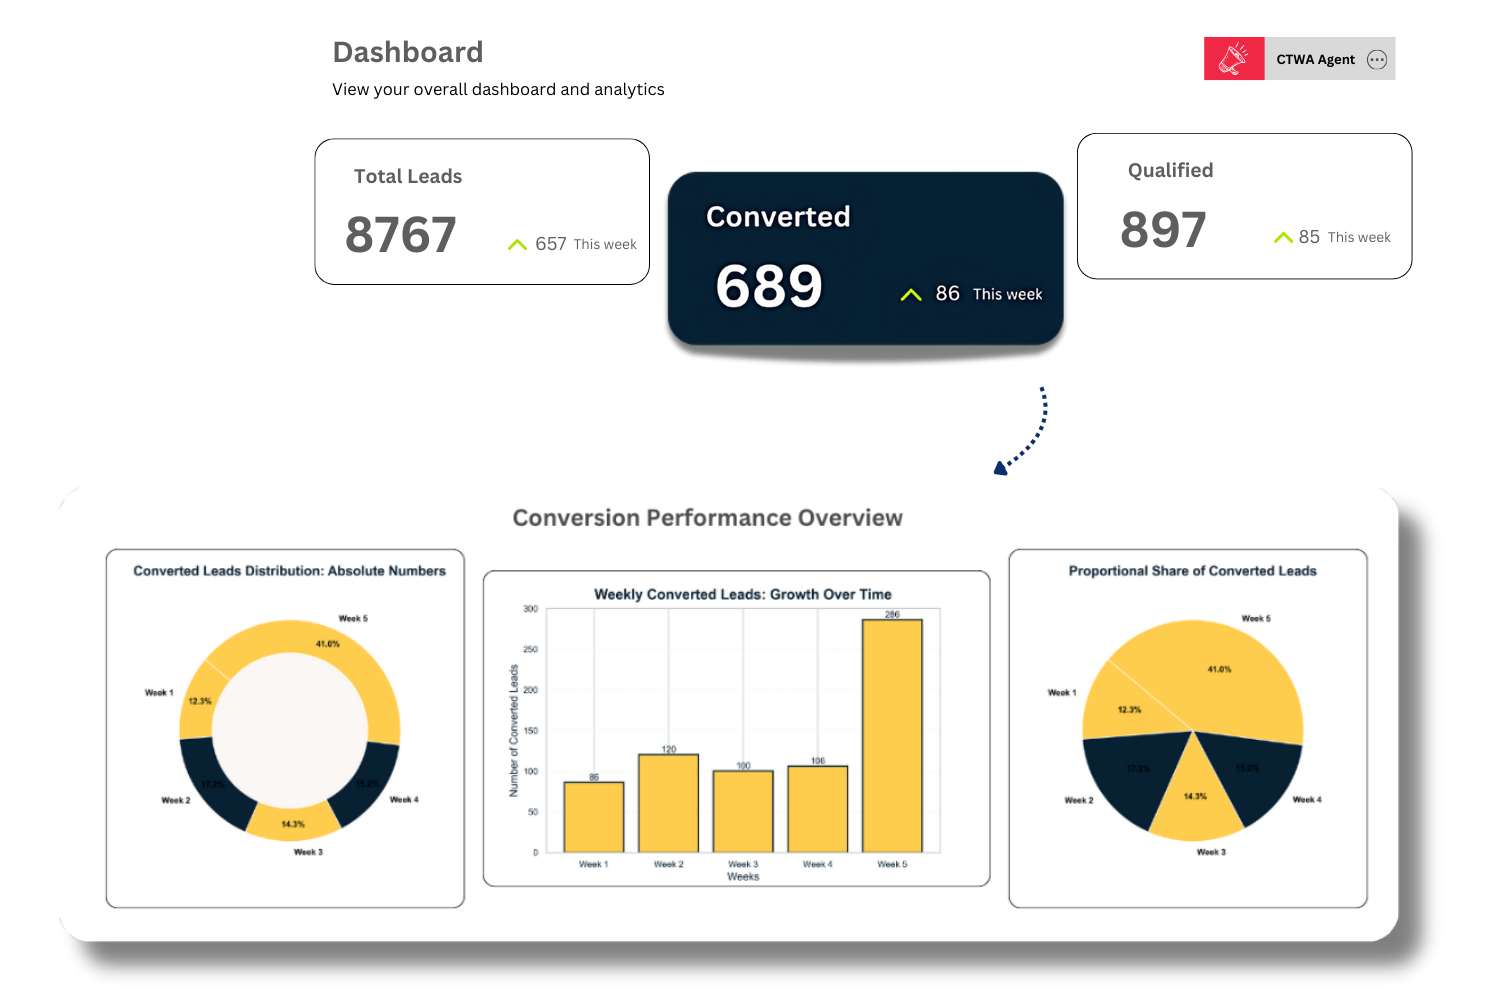 Dashboard
View your overall dashboard and analytics
CTWA Agent
Total Leads
8767
657 This week
Converted
689
86 This week
Qualified
897
85 This week
Conversion Performance Overview
Converted Leads Distribution: Absolute Numbers
Week 5
41.0%
Week 1
12.3%
17.2%
15.2%
Week 2
Week 4
14.3%
Week 3
Weekly Converted Leads: Growth Over Time
Number of Converted Leads
300
250
200
150
100
50
0
86
120
100
106
286
Week 1
Week 2
Week 3
Week 4
Week 5
Weeks
Proportional Share of Converted Leads
Week 5
41.0%
Week 1
12.3%
17.2%
15.2%
Week 2
Week 4
14.3%
Week 3